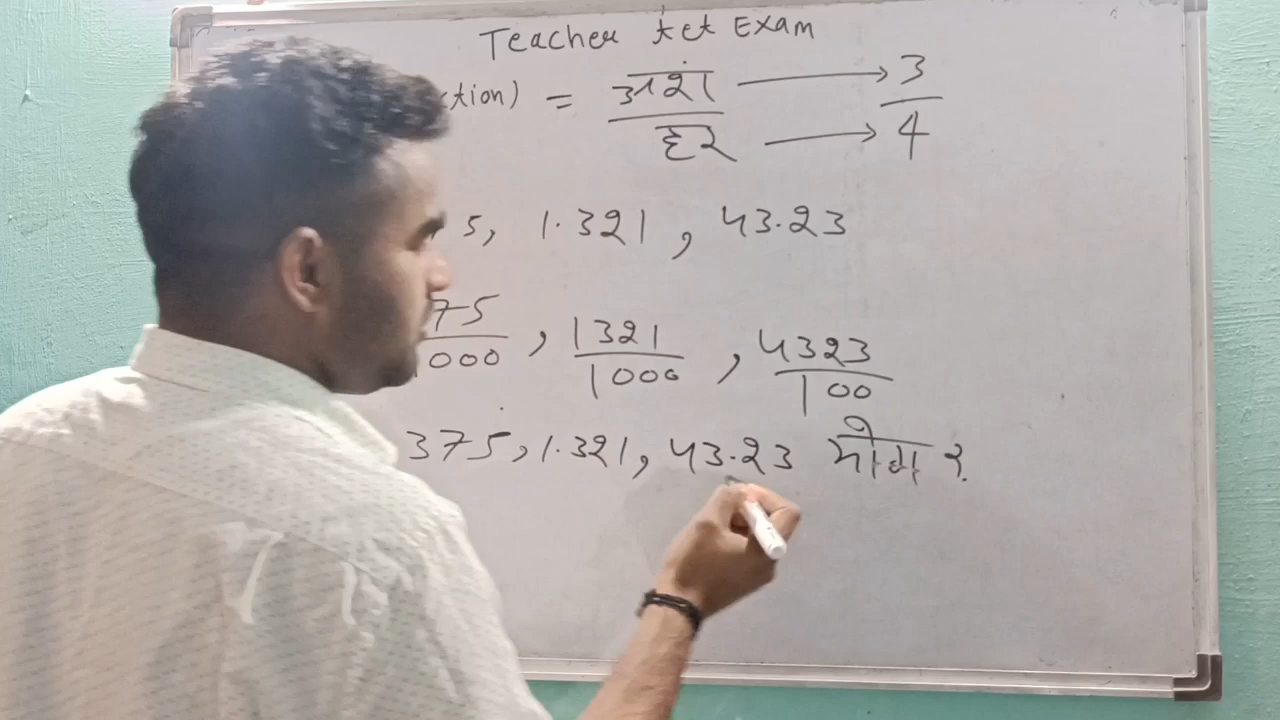 Teacher tet Exam
ction) = अंश → 3
हर → 4
5, 1.321, 43.23
75/000, 1321/1000, 4323/100
375, 1.321, 43.23